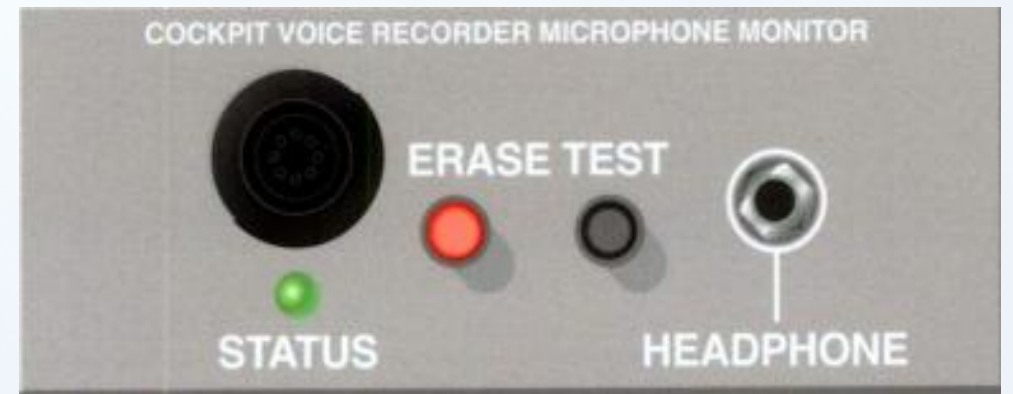 COCKPIT VOICE RECORDER MICROPHONE MONITOR
ERASE TEST
STATUS
HEADPHONE